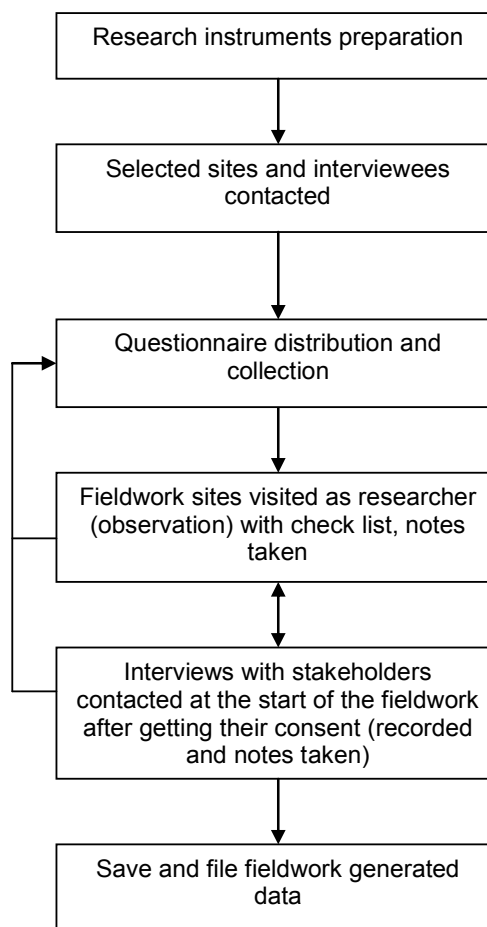 Research instruments preparation
Selected sites and interviewees
contacted
Questionnaire distribution and
collection
Fieldwork sites visited as researcher
(observation) with check list, notes
taken
Interviews with stakeholders
contacted at the start of the fieldwork
after getting their consent (recorded
and notes taken)
Save and file fieldwork generated
data